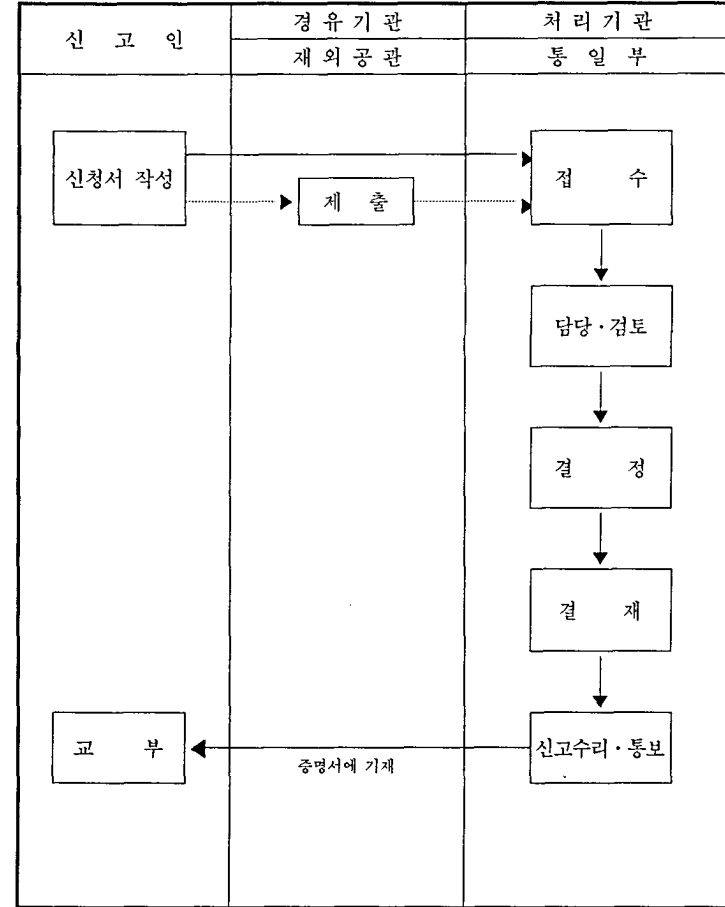 신 고 인
경 유 기 관
처 리 기 관
재 외 공 관
통 일 부
신청서 작성
제 출
접 수
담당·검토
결 정
결 재
교 부
신고수리·통보
증명서에 기재